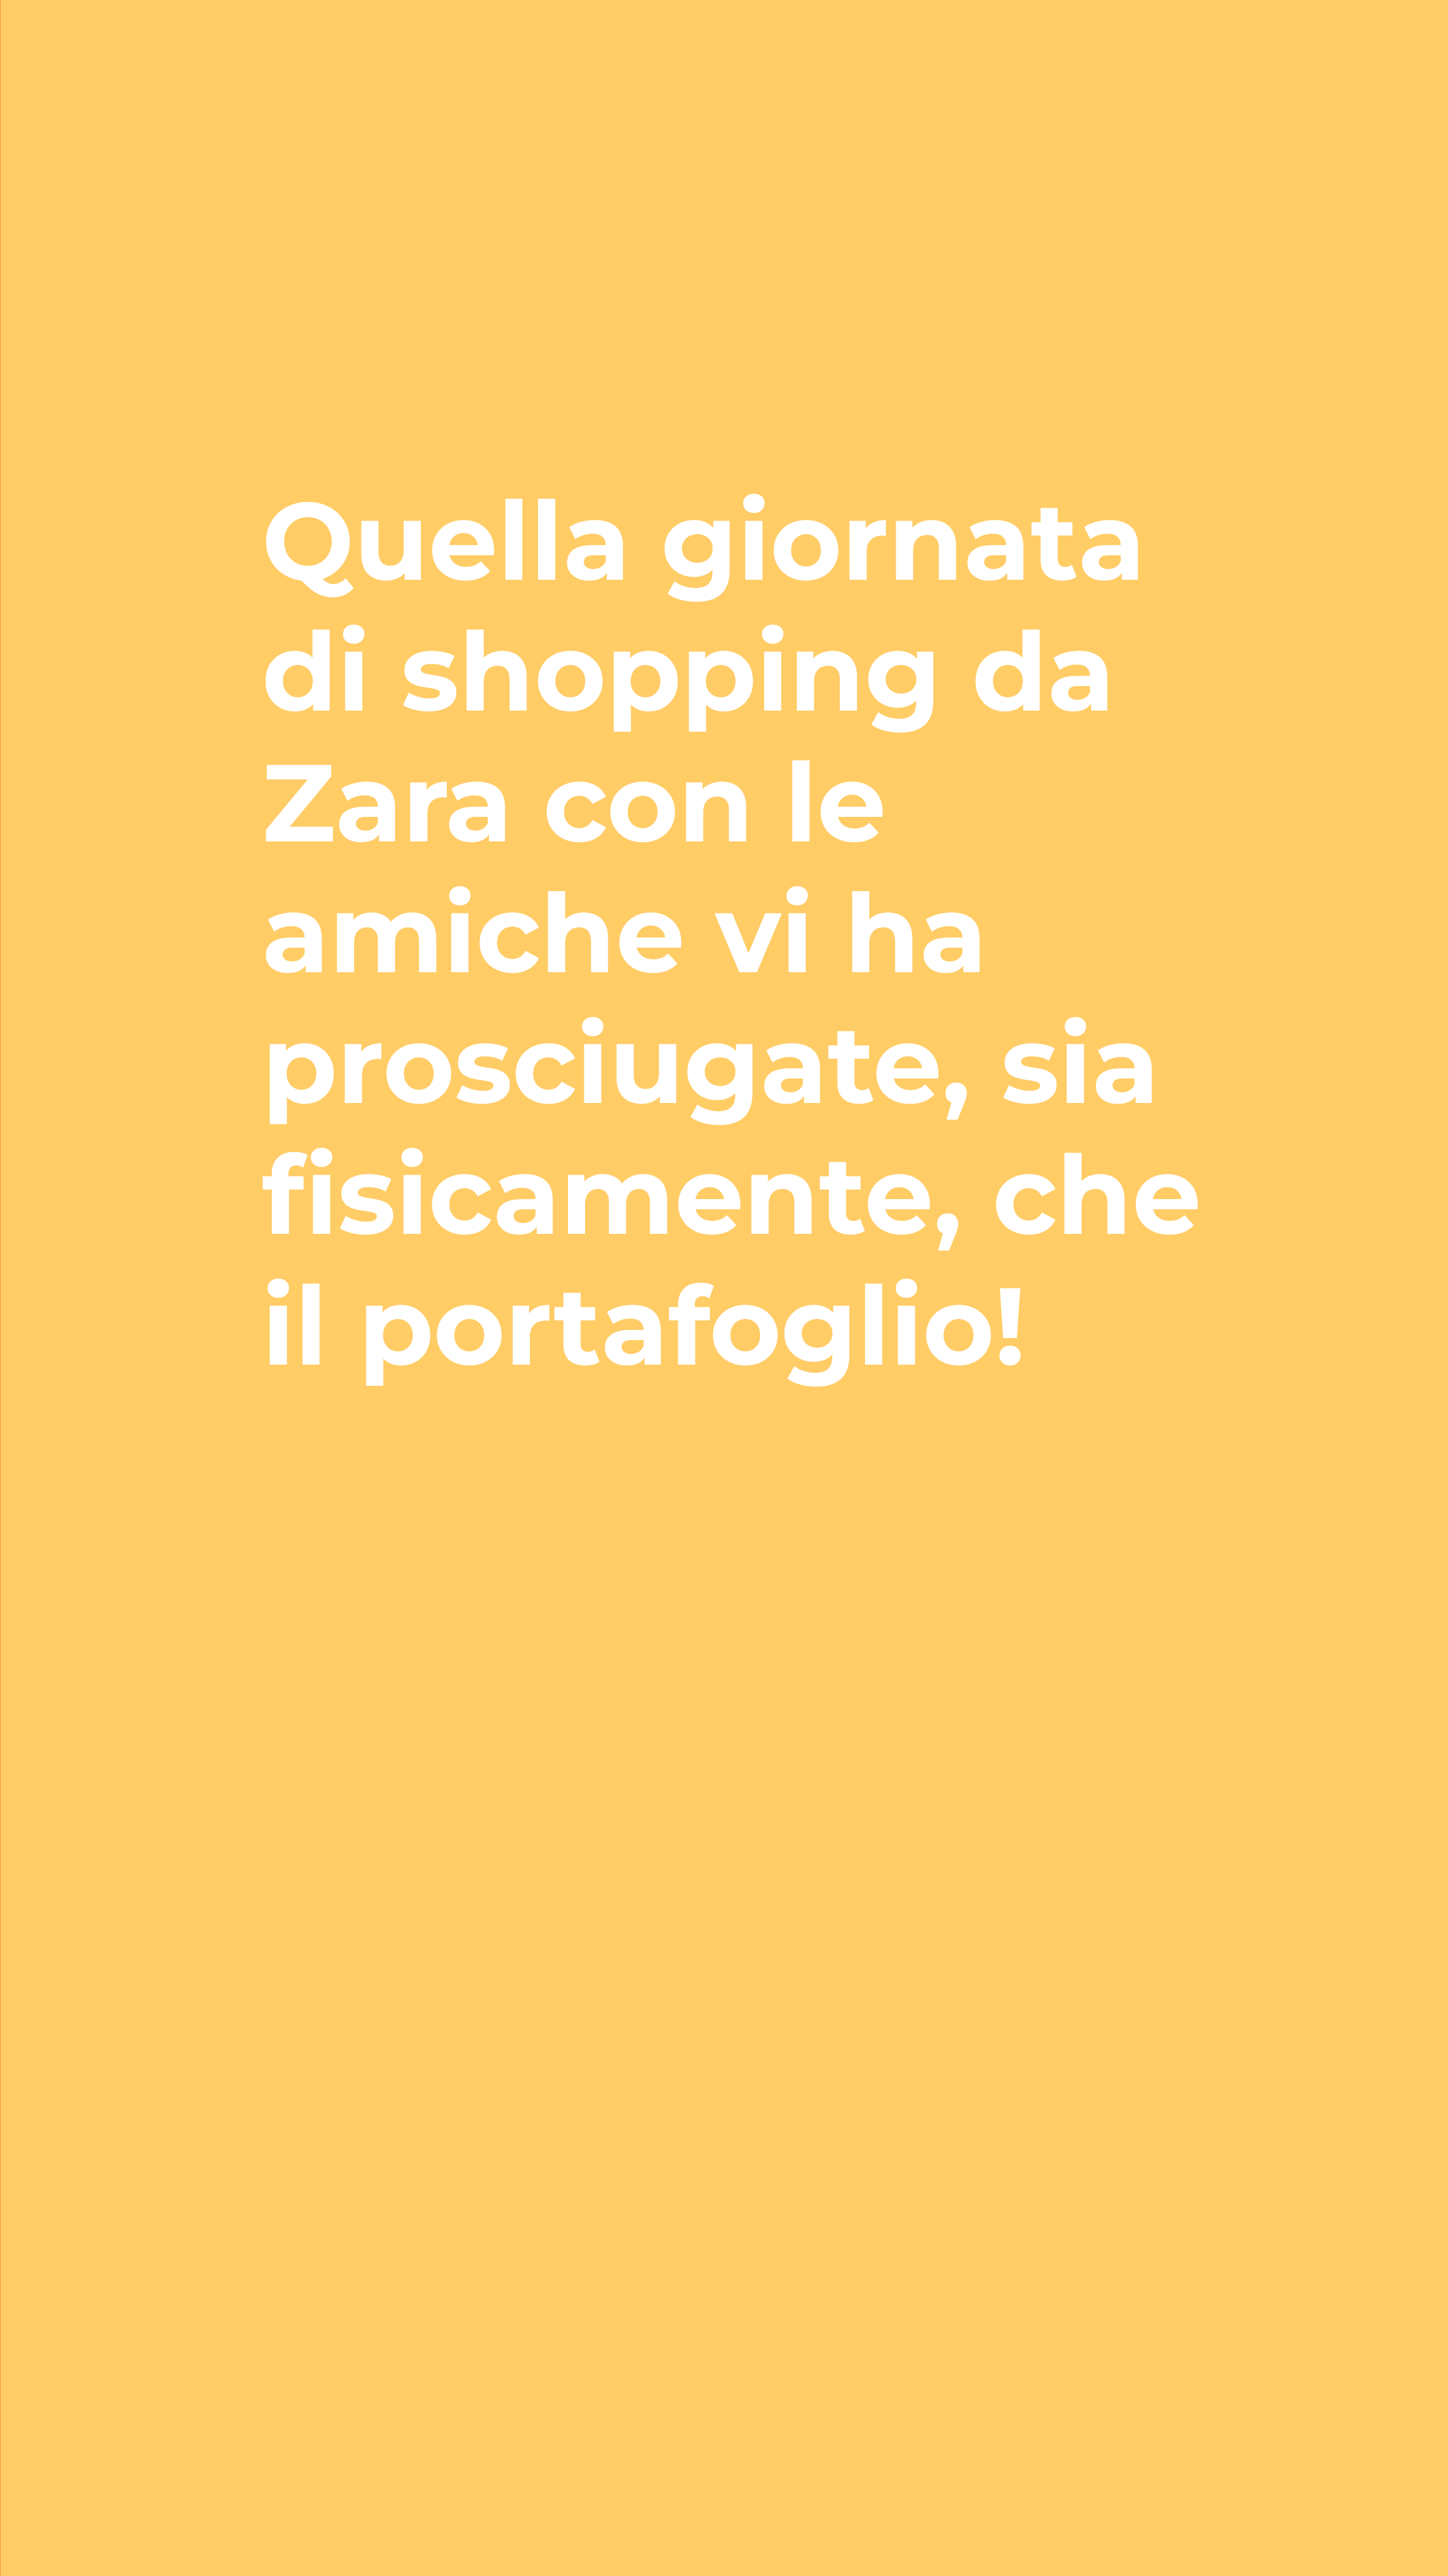 Quella giornata
di shopping da
Zara con le
amiche vi ha
prosciugate, sia
fisicamente, che
il portafoglio!